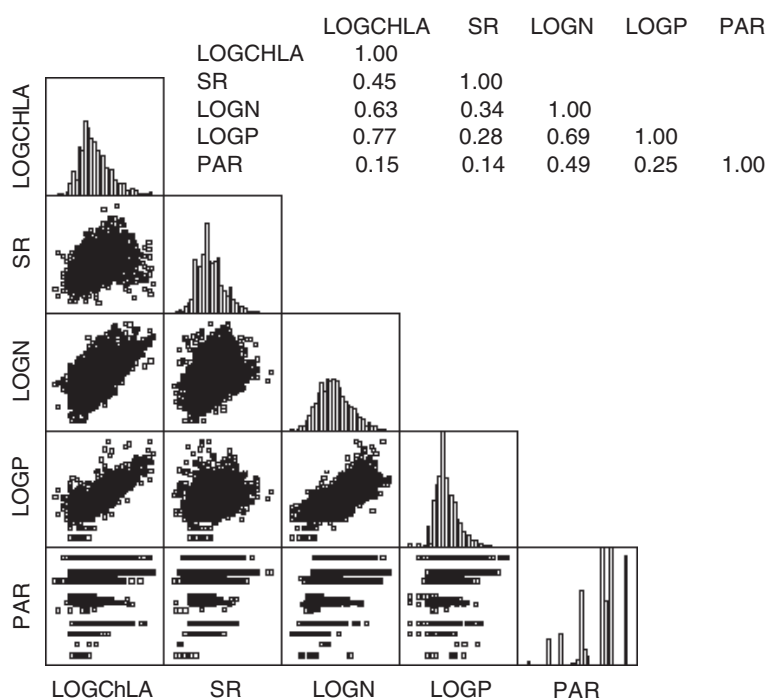 LOGCHLA SR LOGN LOGP PAR
LOGCHLA 1.00
SR 0.45 1.00
LOGN 0.63 0.34 1.00
LOGP 0.77 0.28 0.69 1.00
PAR 0.15 0.14 0.49 0.25 1.00
LOGCHLA
SR
LOGN
LOGP
PAR
LOGChLA SR LOGN LOGP PAR